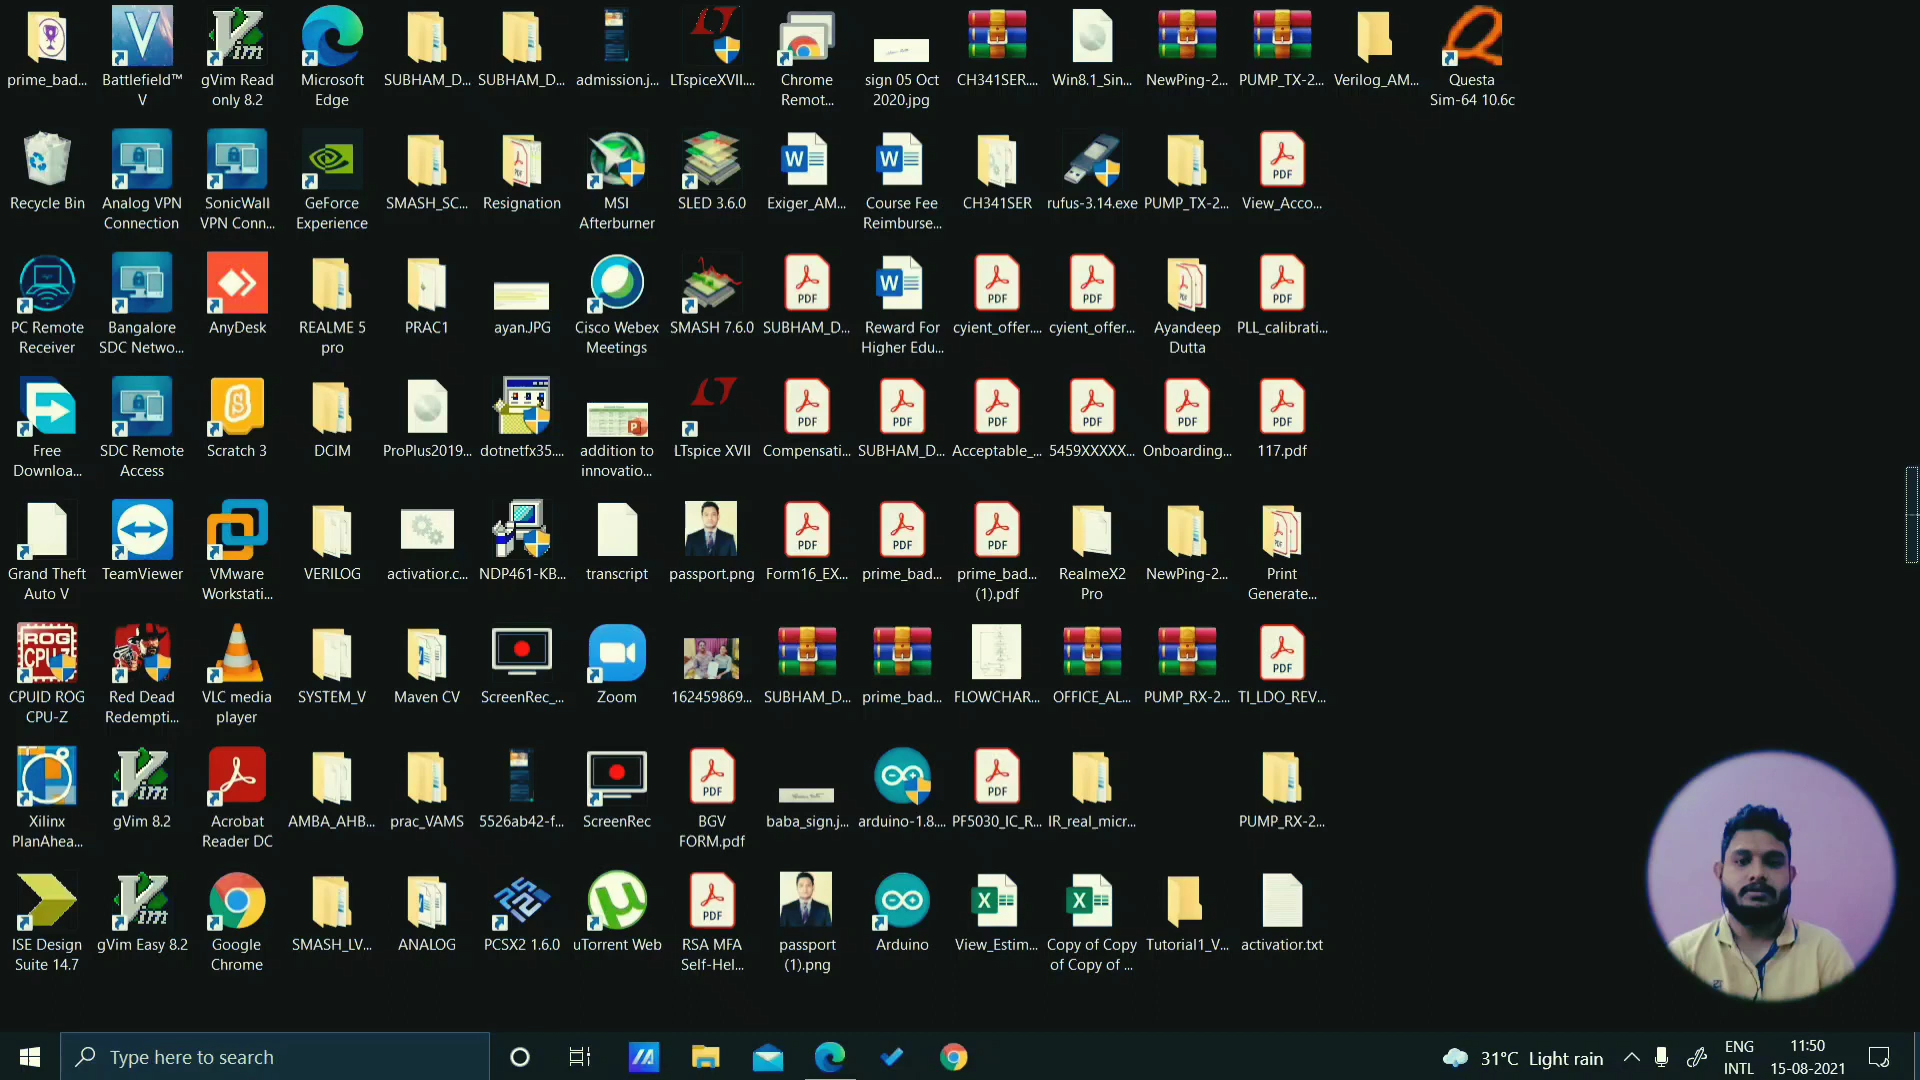 prime_bad...
Battlefield™
V
gVim Read
only 8.2
Microsoft
Edge
SUBHAM_D...
SUBHAM_D...
admission.j...
LTspiceXVII....
Chrome
Remot...
sign 05 Oct
2020.jpg
CH341SER....
Win8.1_Sin...
NewPing-2...
PUMP_TX-2...
Verilog_AM...
Questa
Sim-64 10.6c
Recycle Bin
Analog VPN
Connection
SonicWall
VPN Conn...
GeForce
Experience
SMASH_SC...
Resignation
MSI
Afterburner
SLED 3.6.0
Exiger_AM...
Course Fee
Reimburse...
CH341SER
rufus-3.14.exe
PUMP_TX-2...
View_Acco...
PC Remote
Receiver
Bangalore
SDC Netwo...
AnyDesk
REALME 5
pro
PRAC1
ayan.JPG
Cisco Webex
Meetings
SMASH 7.6.0
SUBHAM_D...
Reward For
Higher Edu...
cyient_offer....
cyient_offer...
Ayandeep
Dutta
PLL_calibrati...
Free
Downloa...
SDC Remote
Access
Scratch 3
DCIM
ProPlus2019...
dotnetfx35....
addition to
innovatio...
LTspice XVII
Compensati...
SUBHAM_D...
Acceptable_...
5459XXXXX...
Onboarding...
117.pdf
Grand Theft
Auto V
TeamViewer
VMware
Workstati...
VERILOG
activatior.c...
NDP461-KB...
transcript
passport.png
Form16_EX...
prime_bad...
prime_bad...
(1).pdf
RealmeX2
Pro
NewPing-2...
Print
Generate...
CPUID ROG
CPU-Z
Red Dead
Redempti...
VLC media
player
SYSTEM_V
Maven CV
ScreenRec_...
Zoom
162459869...
SUBHAM_D...
prime_bad...
FLOWCHAR...
OFFICE_AL...
PUMP_RX-2...
TI_LDO_REV...
Xilinx
PlanAhea...
gVim 8.2
Acrobat
Reader DC
AMBA_AHB...
prac_VAMS
5526ab42-f...
ScreenRec
BGV
FORM.pdf
baba_sign.j...
arduino-1.8....
PF5030_IC_R...
IR_real_micr...
PUMP_RX-2...
ISE Design
Suite 14.7
gVim Easy 8.2
Google
Chrome
SMASH_LV...
ANALOG
PCSX2 1.6.0
uTorrent Web
RSA MFA
Self-Hel...
passport
(1).png
Arduino
View_Estim...
Copy of Copy
of Copy of ...
Tutorial1_V...
activatior.txt
Type here to search
31°C Light rain
ENG
INTL
11:50
15-08-2021